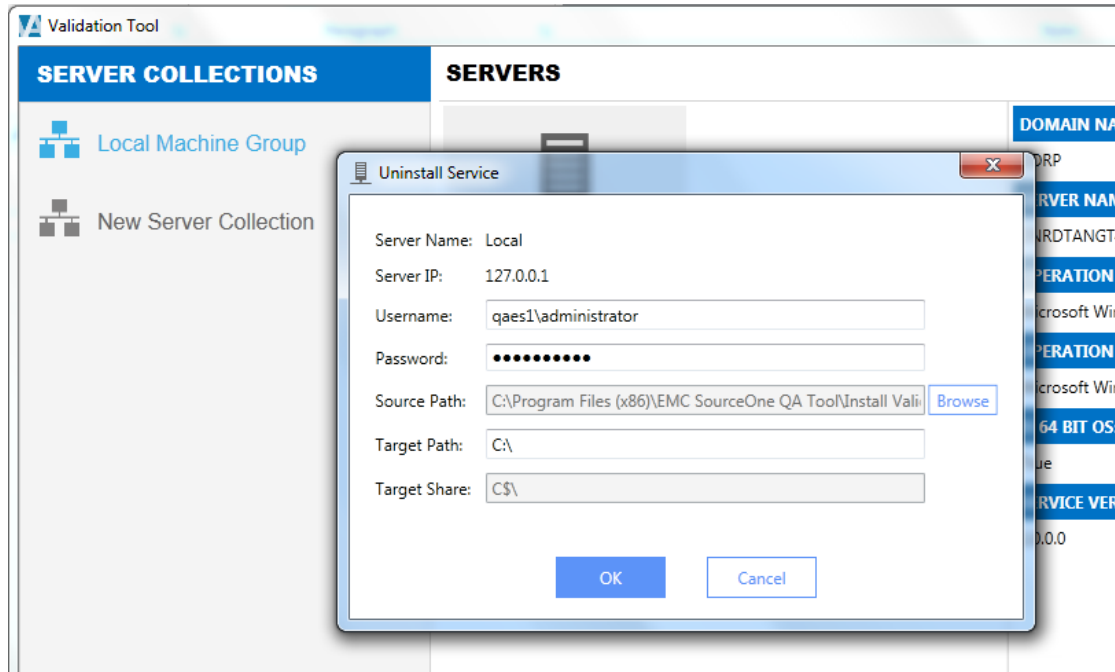 Validation Tool
SERVER COLLECTIONS
SERVERS
Local Machine Group
New Server Collection
DOMAIN NA
ORP
RVER NAM
NRDTANGT
PERATION
icrosoft Wi
PERATION
icrosoft Wi
64 BIT OS
ue
RVICE VER
0.0.0
Uninstall Service
Server Name: Local
Server IP: 127.0.0.1
Username: qaes1\administrator
Password: ●●●●●●●●●●
Source Path: C:\Program Files (x86)\EMC SourceOne QA Tool\Install Vali Browse
Target Path: C:\
Target Share: C$\
OK Cancel